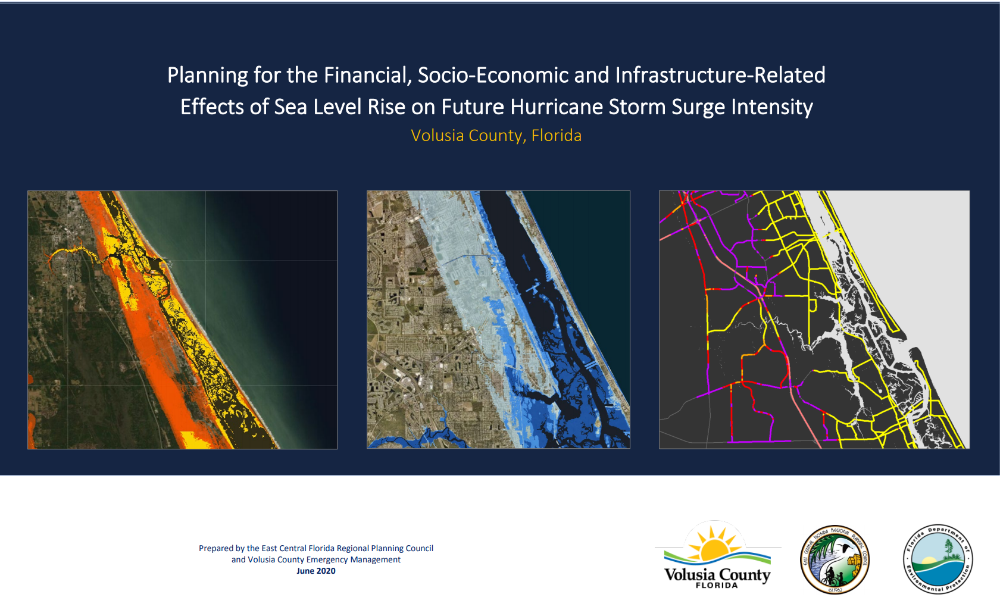 Planning for the Financial, Socio-Economic and Infrastructure-Related
Effects of Sea Level Rise on Future Hurricane Storm Surge Intensity
Volusia County, Florida
Prepared by the East Central Florida Regional Planning Council
and Volusia County Emergency Management
June 2020
Volusia County
FLORIDA
EAST CENTRAL FLORIDA REGIONAL PLANNING COUNCIL
EST. 1962
Florida Department of
Environmental Protection